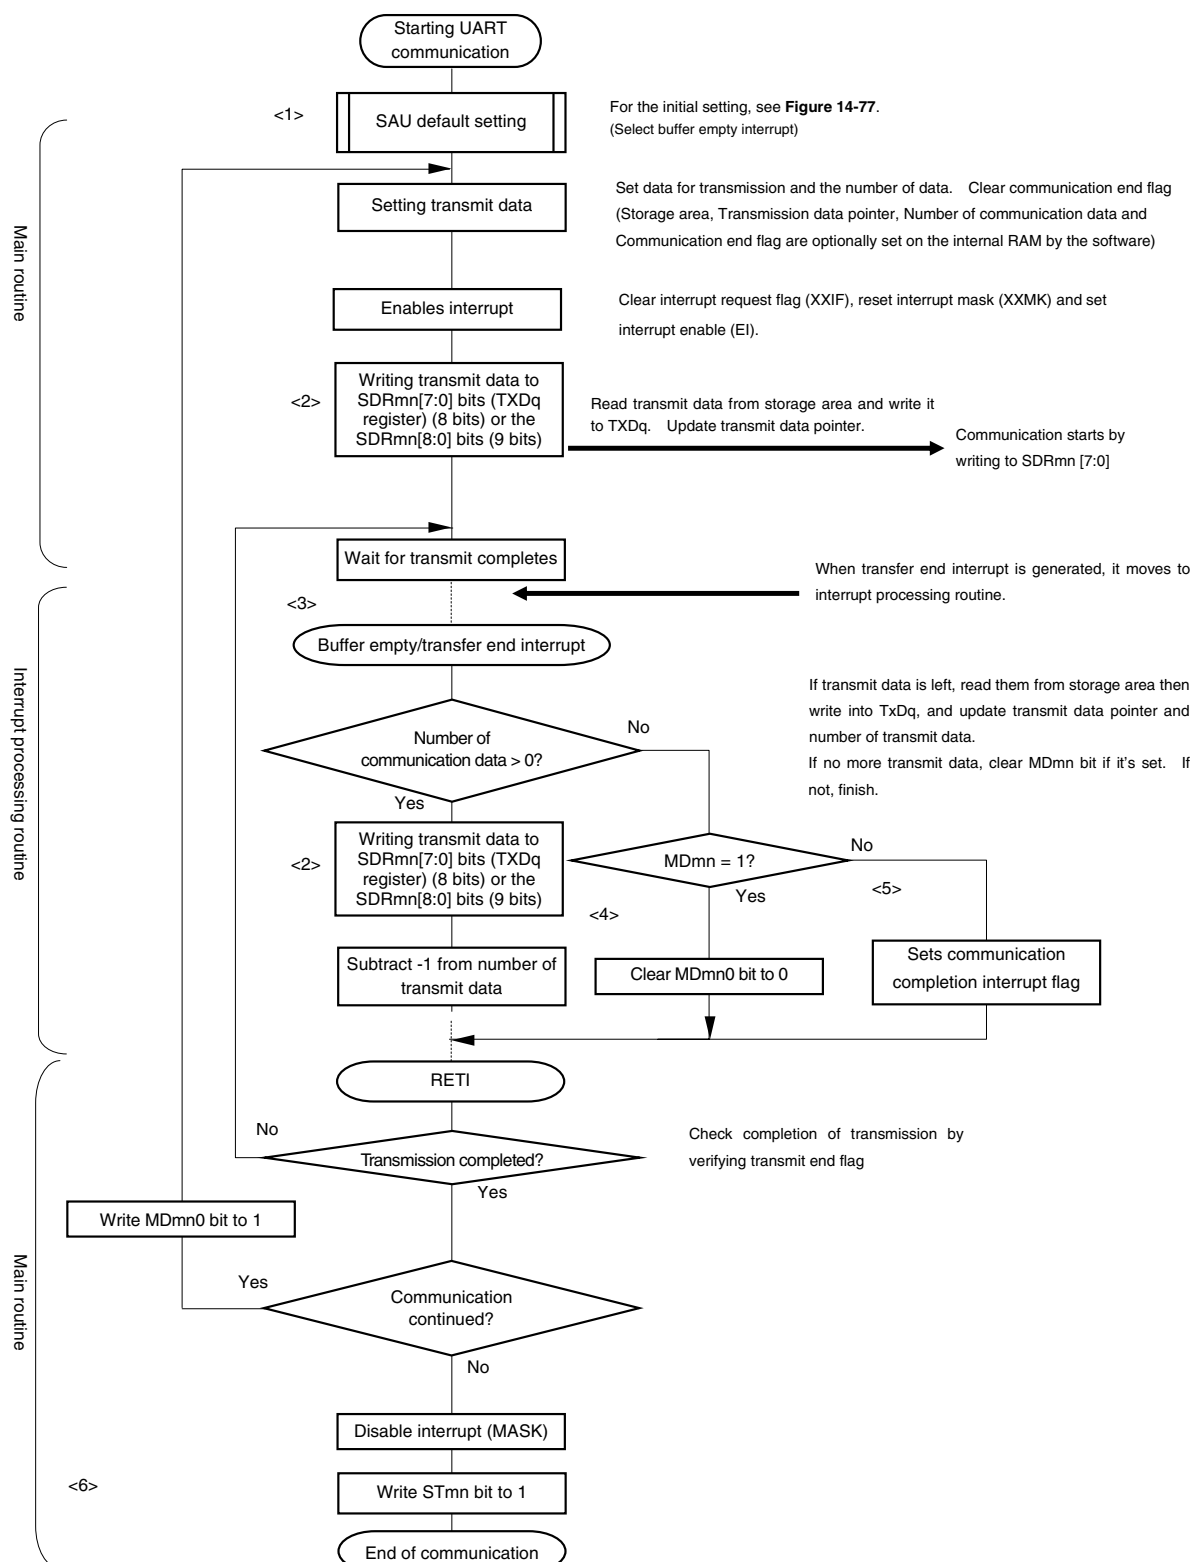 Starting UART
communication
<1>
SAU default setting
For the initial setting, see Figure 14-77.
(Select buffer empty interrupt)
Setting transmit data
Set data for transmission and the number of data. Clear communication end flag
(Storage area, Transmission data pointer, Number of communication data and
Communication end flag are optionally set on the internal RAM by the software)
Main routine
Enables interrupt
Clear interrupt request flag (XXIF), reset interrupt mask (XXMK) and set
interrupt enable (EI).
<2>
Writing transmit data to
SDRmn[7:0] bits (TXDq
register) (8 bits) or the
SDRmn[8:0] bits (9 bits)
Read transmit data from storage area and write it
to TXDq. Update transmit data pointer.
Communication starts by
writing to SDRmn [7:0]
Wait for transmit completes
When transfer end interrupt is generated, it moves to
interrupt processing routine.
<3>
Buffer empty/transfer end interrupt
Interrupt processing routine
If transmit data is left, read them from storage area then
write into TxDq, and update transmit data pointer and
number of transmit data.
If no more transmit data, clear MDmn bit if it's set. If
not, finish.
Number of
communication data > 0?
No
Yes
<2>
Writing transmit data to
SDRmn[7:0] bits (TXDq
register) (8 bits) or the
SDRmn[8:0] bits (9 bits)
MDmn = 1?
No
Yes
<4>
<5>
Subtract -1 from number of
transmit data
Clear MDmn0 bit to 0
Sets communication
completion interrupt flag
RETI
No
Transmission completed?
Yes
Check completion of transmission by
verifying transmit end flag
Write MDmn0 bit to 1
Main routine
Yes
Communication
continued?
No
Disable interrupt (MASK)
<6>
Write STmn bit to 1
End of communication